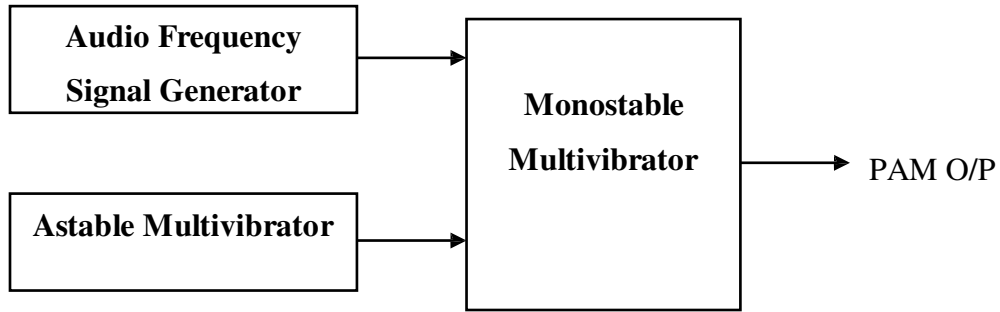 Audio Frequency
Signal Generator
Monostable
Multivibrator
PAM O/P
Astable Multivibrator